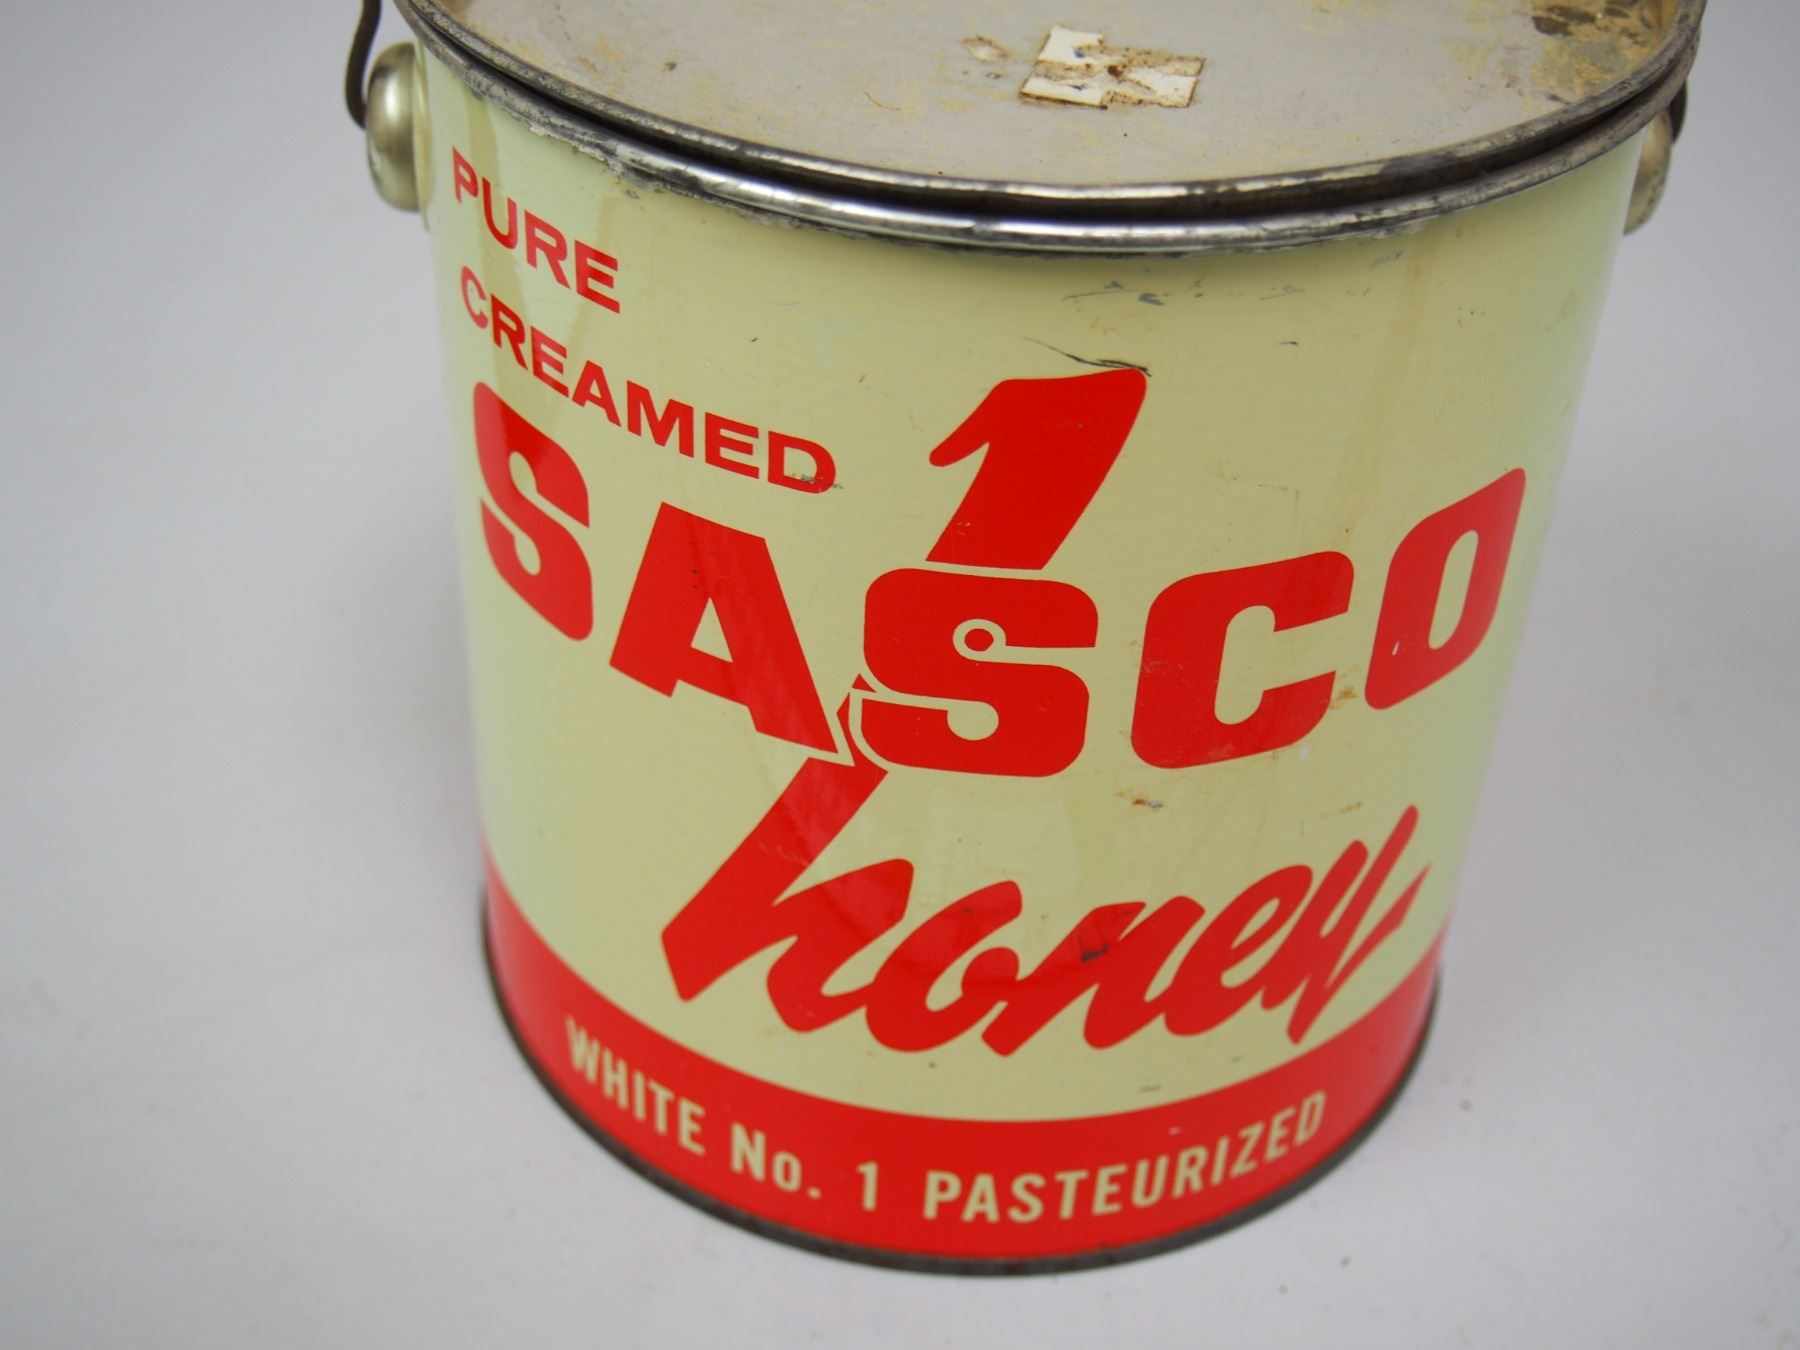 PURE
CREAMED
1
SASCO
honey
WHITE No. 1 PASTEURIZED